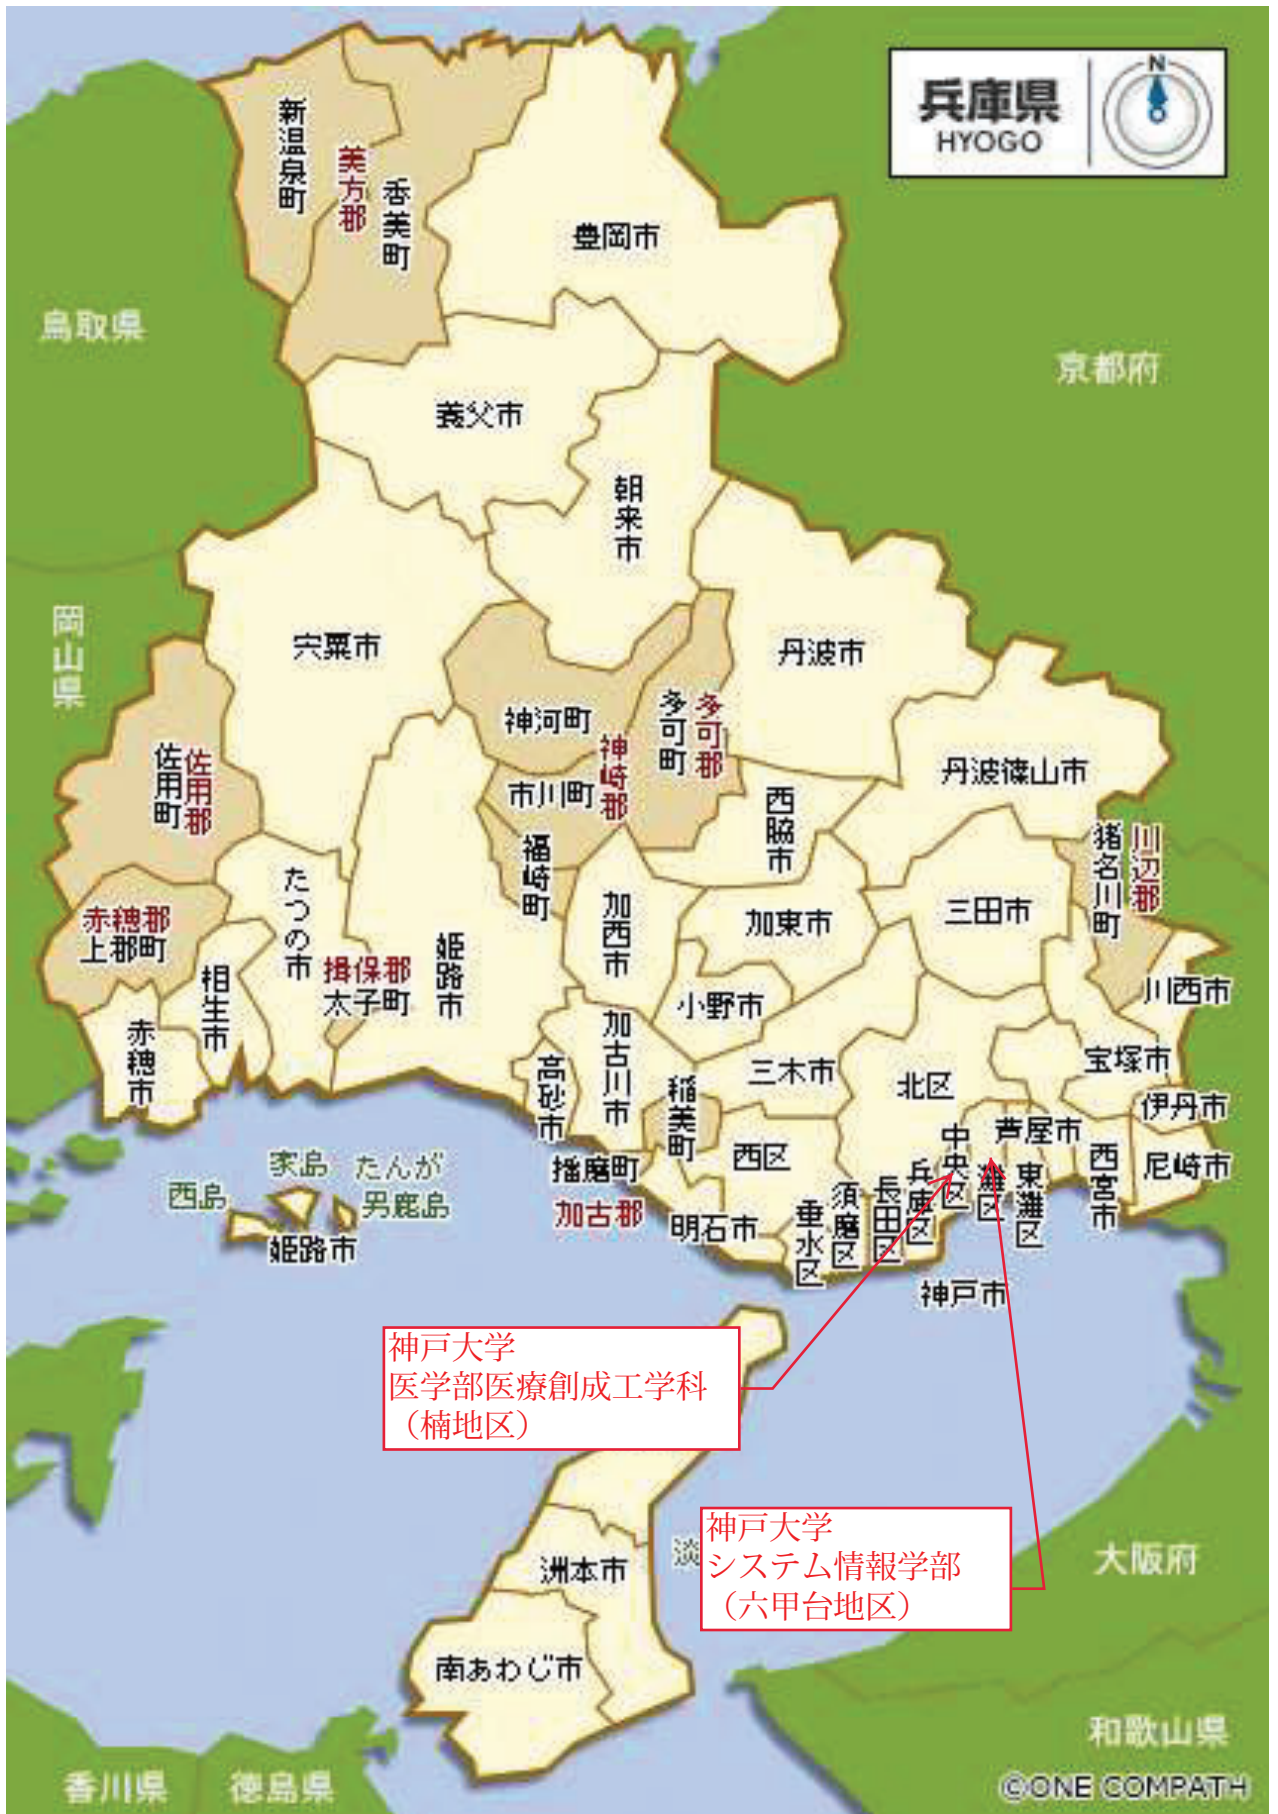 兵庫県
HYOGO
N
新温泉町
美方郡
香美町
豊岡市
鳥取県
京都府
養父市
朝来市
岡山県
宍粟市
丹波市
神河町
多可町
多可郡
神崎郡
佐用町
佐用郡
市川町
丹波篠山市
西脇市
福崎町
猪名川町
川辺郡
たつの市
赤穂郡
上郡町
加西市
加東市
三田市
姫路市
揖保郡
太子町
相生市
小野市
川西市
赤穂市
加古川市
高砂市
三木市
北区
宝塚市
稲美町
伊丹市
中央区
芦屋市
西区
尼崎市
西宮市
家島
たんが
男鹿島
西島
姫路市
播磨町
加古郡
明石市
垂水区
須磨区
長田区
兵庫区
灘区
東灘区
神戸市
神戸大学
医学部医療創成工学科
（楠地区）
神戸大学
システム情報学部
（六甲台地区）
淡
洲本市
大阪府
南あわじ市
和歌山県
香川県
徳島県
©ONE COMPATH